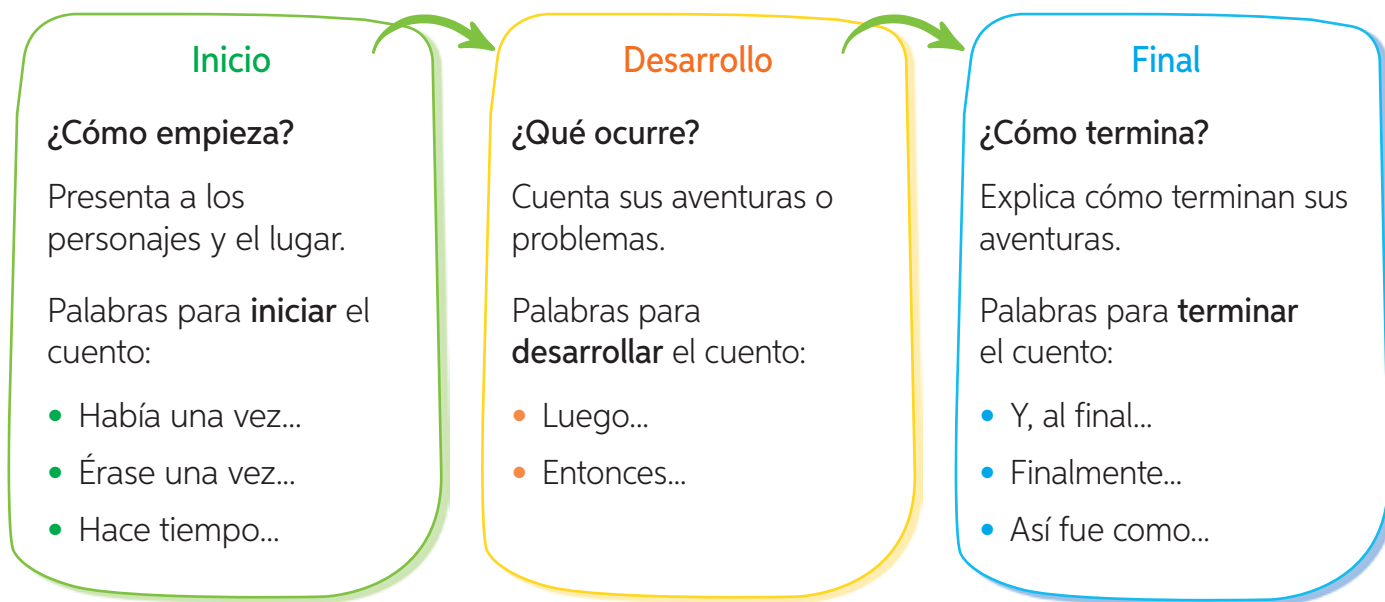 Inicio
¿Cómo empieza?
Presenta a los
personajes y el lugar.
Palabras para iniciar el
cuento:
• Había una vez...
• Érase una vez...
• Hace tiempo...
Desarrollo
¿Qué ocurre?
Cuenta sus aventuras o
problemas.
Palabras para
desarrollar el cuento:
• Luego...
• Entonces...
Final
¿Cómo termina?
Explica cómo terminan sus
aventuras.
Palabras para terminar
el cuento:
• Y, al final...
• Finalmente...
• Así fue como...